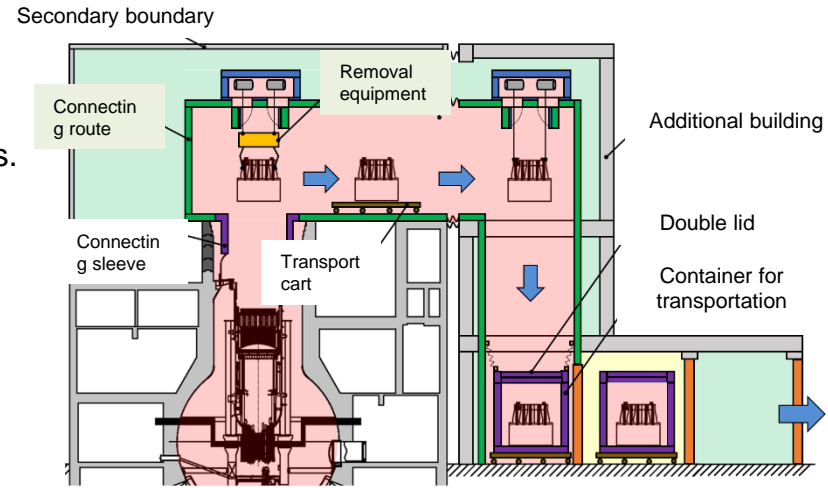 Secondary boundary
Removal
equipment
Connectin
g route
Additional building
s.
Double lid
Connectin
g sleeve
Transport
cart
Container for
transportation